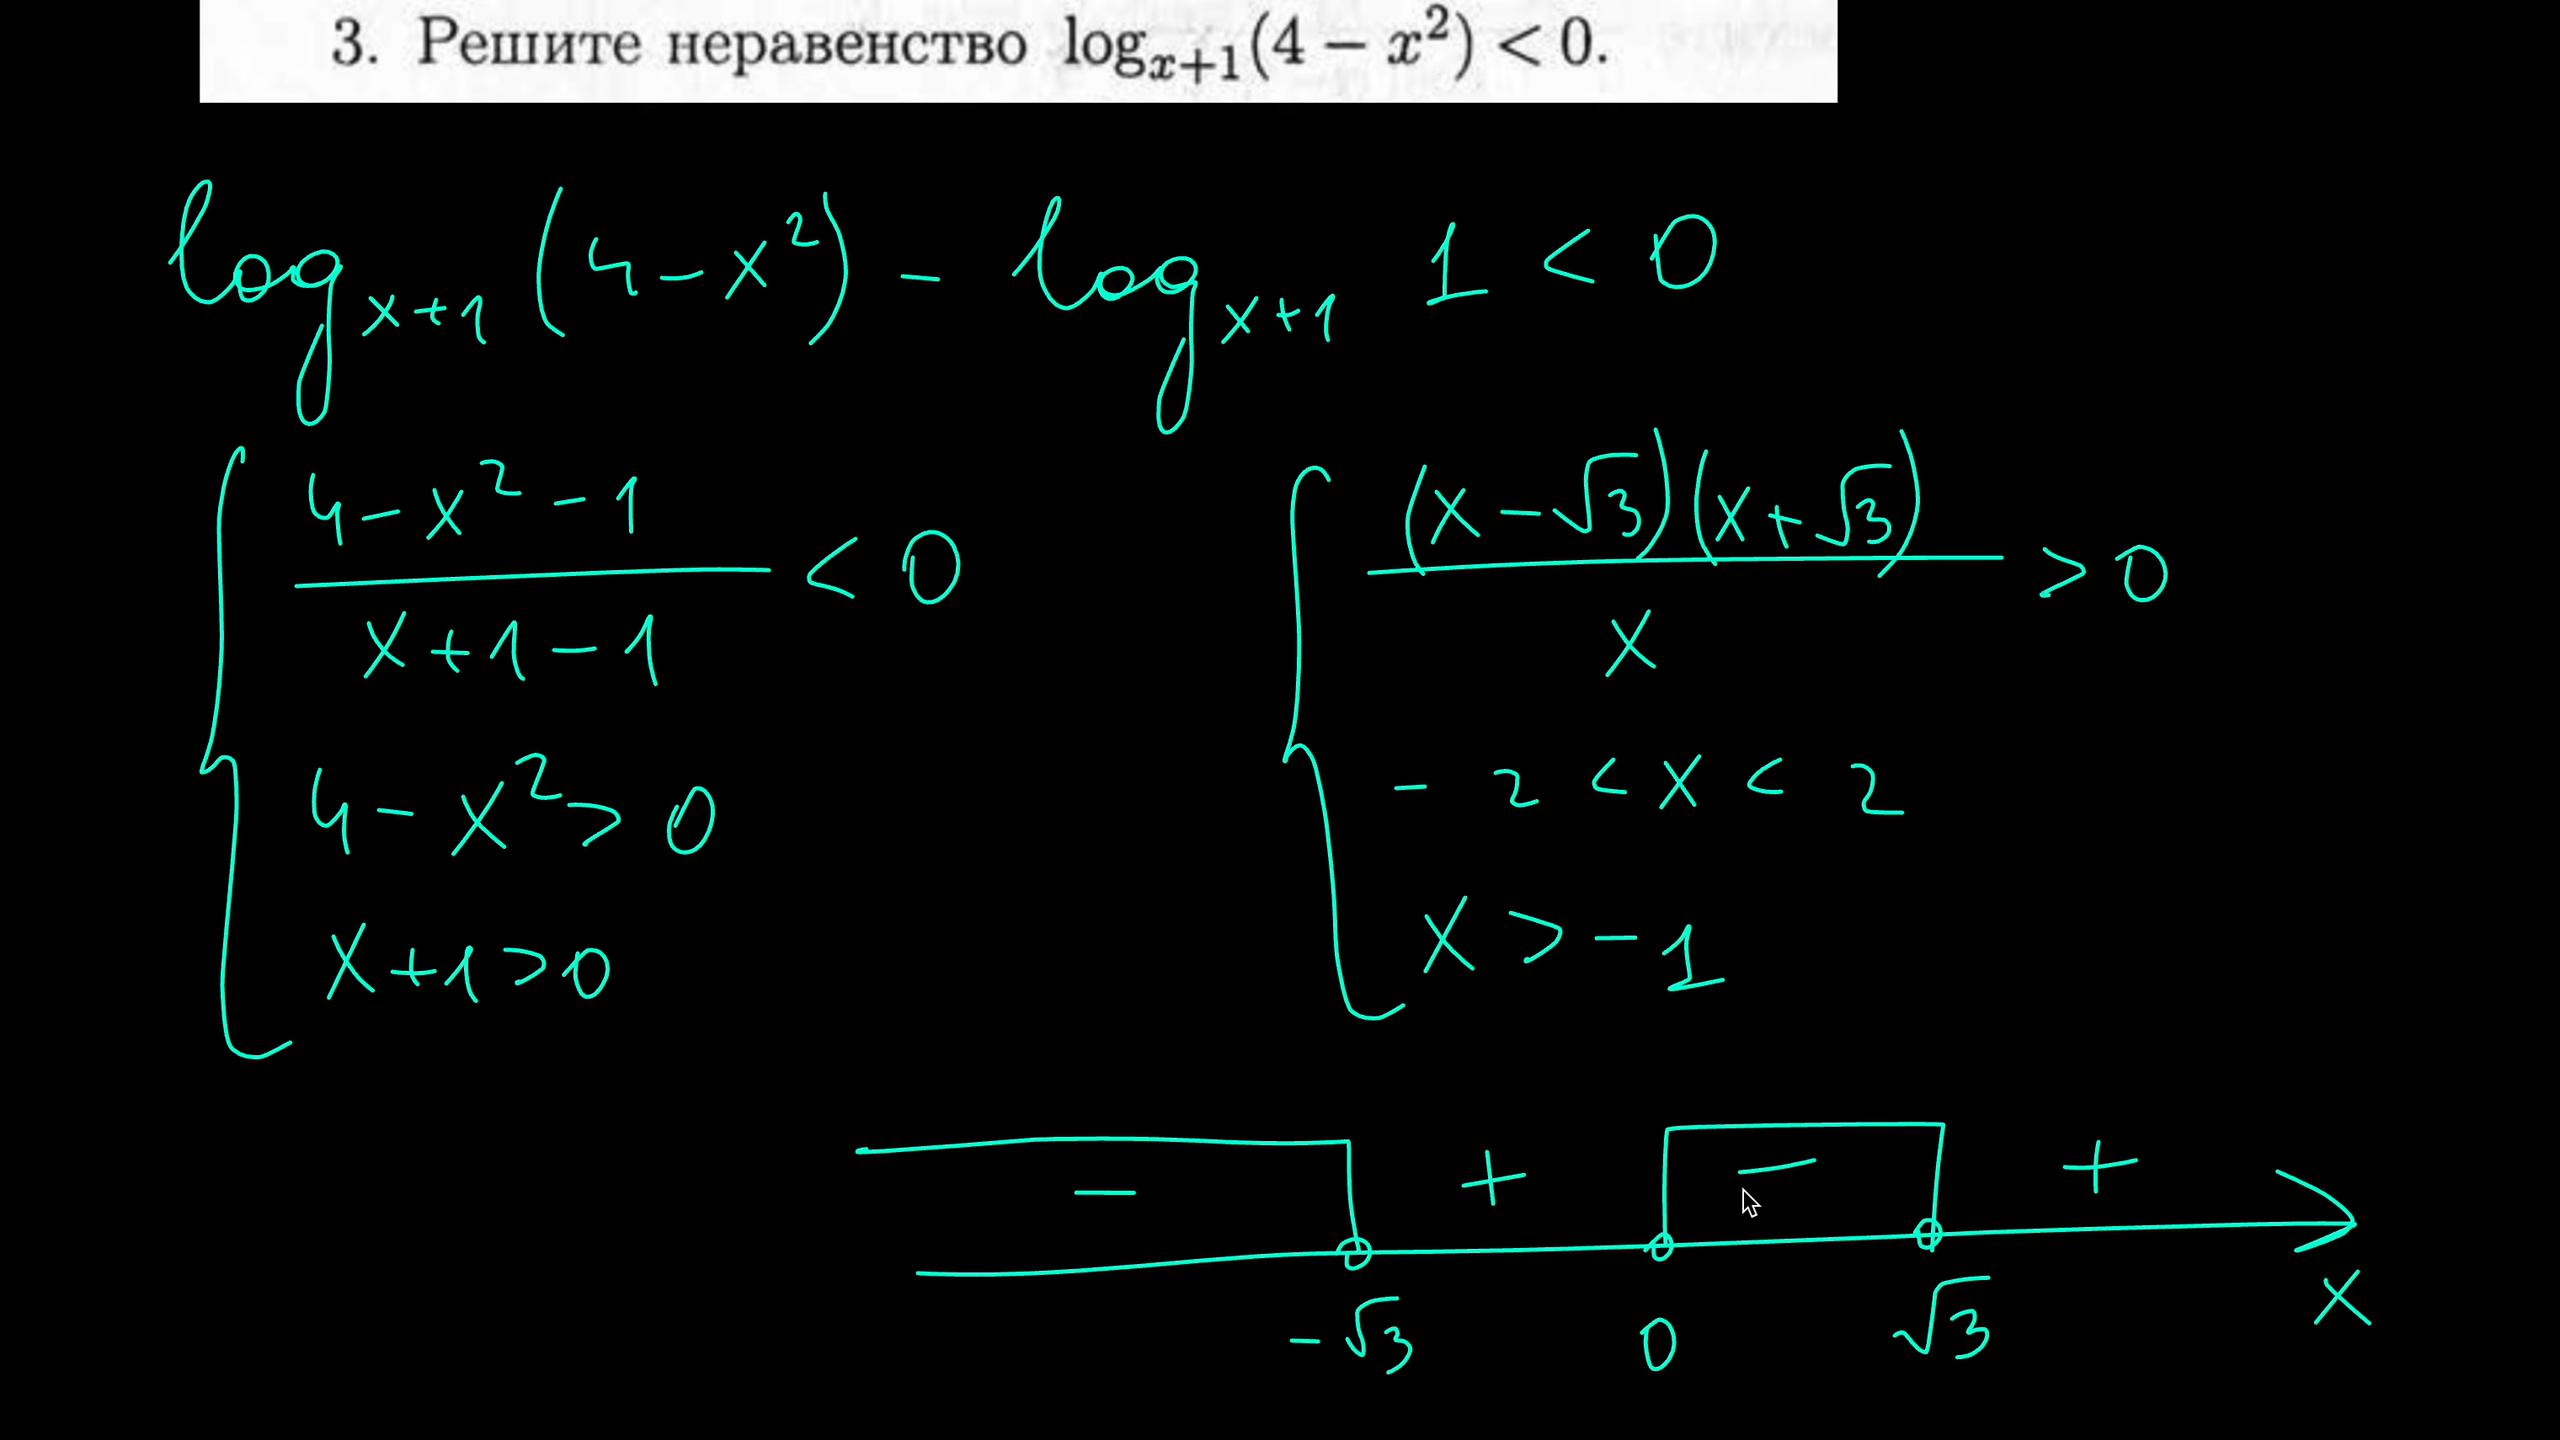 3. Решите неравенство log_{x+1}(4 − x²) < 0.
log_{x+1} (4 − x²) − log_{x+1} 1 < 0
(4 − x² − 1) / (x + 1 − 1) < 0
4 − x² > 0
x + 1 > 0
(x − √3)(x + √3) / x > 0
− 2 < x < 2
x > − 1
− + − +
− √3 0 √3 x